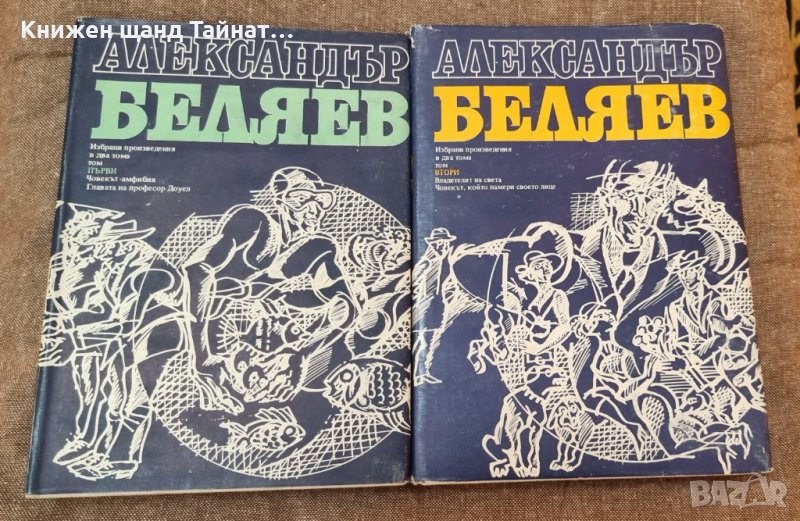 Книжен щанд Тайнат...
АЛЕКСАНДЪР
БЕЛЯЕВ
Избрани произведения
в два тома
том
ПЪРВИ
Човекът-амфибия
Главата на професор Доуел
АЛЕКСАНДЪР
БЕЛЯЕВ
Избрани произведения
в два тома
том
ВТОРИ
Владетелят на света
Човекът, който намери своето лице
BAZAR